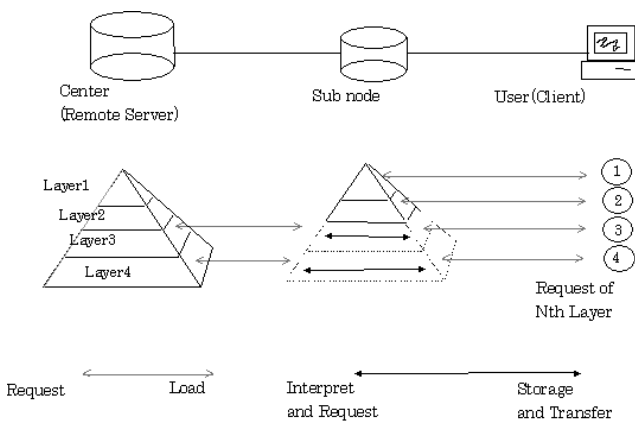 Center
(Remote Server)
Sub node
User(Client)
Layer1
Layer2
Layer3
Layer4
1
2
3
4
Request of
Nth Layer
Request
Load
Interpret
and Request
Storage
and Transfer